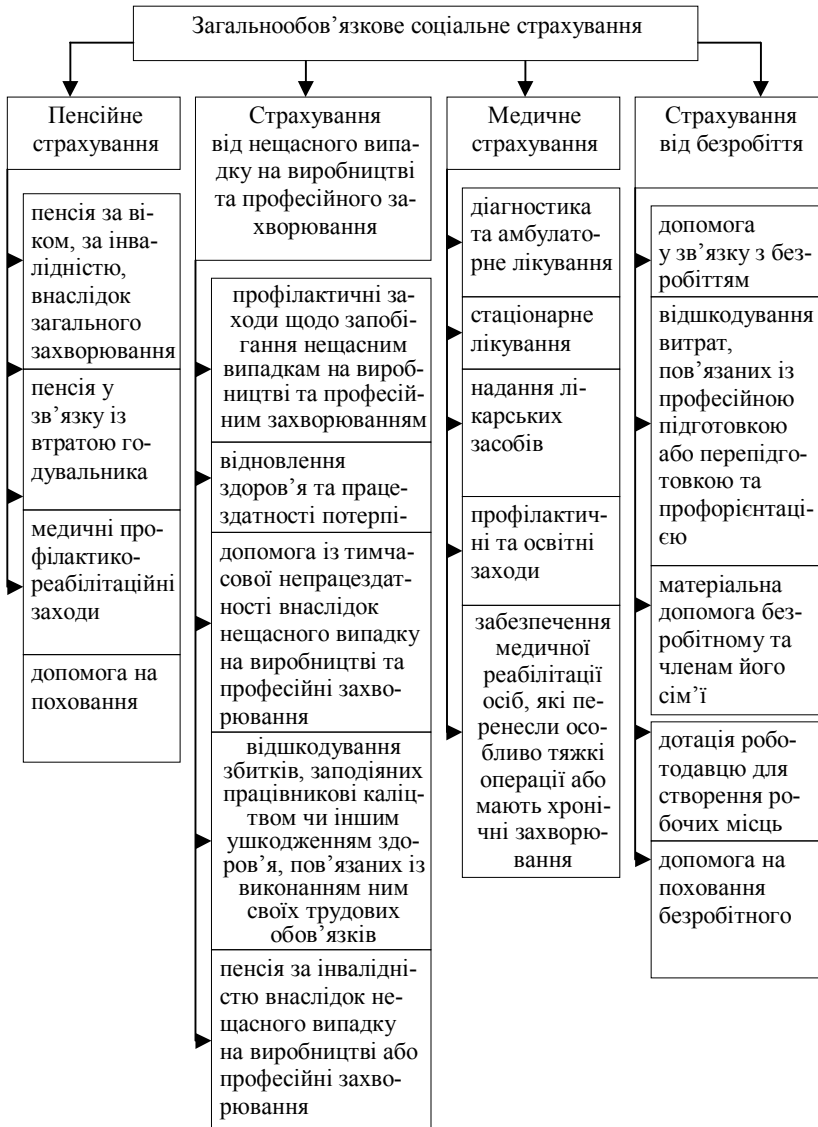 Загальнообов’язкове соціальне страхування
Пенсійне
страхування
пенсія за ві-
ком, за інва-
лідністю,
внаслідок
загального
захворювання
пенсія у
зв’язку із
втратою го-
дувальника
медичні про-
філактико-
реабілітаційні
заходи
допомога на
поховання
Страхування
від нещасного випа-
дку на виробництві
та професійного за-
хворювання
профілактичні за-
ходи щодо запобі-
гання нещасним
випадкам на вироб-
ництві та професій-
ним захворюванням
відновлення
здоров’я та праце-
здатності потерпі-
допомога із тимча-
сової непрацездат-
ності внаслідок
нещасного випадку
на виробництві та
професійні захво-
рювання
відшкодування
збитків, заподіяних
працівникові каліц-
твом чи іншим
ушкодженням здо-
ров’я, пов’язаних із
виконанням ним
своїх трудових
обов’язків
пенсія за інвалідні-
стю внаслідок не-
щасного випадку
на виробництві або
професійні захво-
рювання
Медичне
страхування
діагностика
та амбулато-
рне лікування
стаціонарне
лікування
надання лі-
карських
засобів
профілактич-
ні та освітні
заходи
забезпечення
медичної
реабілітації
осіб, які пе-
ренесли осо-
бливо тяжкі
операції або
мають хроні-
чні захворю-
вання
Страхування
від безробіття
допомога
у зв’язку з без-
робіттям
відшкодування
витрат,
пов’язаних із
професійною
підготовкою
або перепідго-
товкою та
профорієнтаці-
єю
матеріальна
допомога без-
робітному та
членам його
сім’ї
дотація робо-
тодавцю для
створення ро-
бочих місць
допомога на
поховання
безробітного